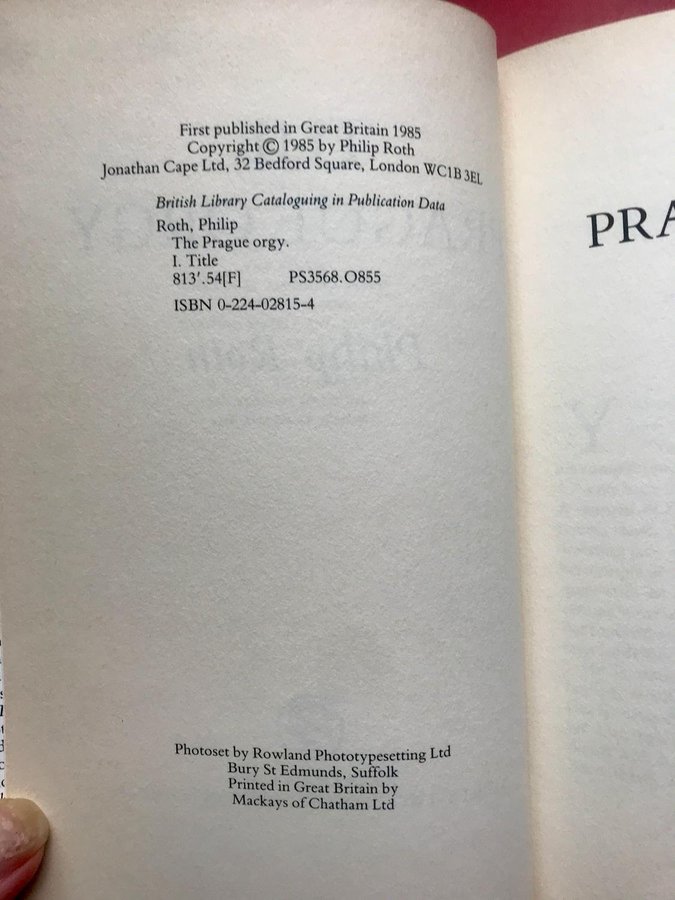 First published in Great Britain 1985
Copyright © 1985 by Philip Roth
Jonathan Cape Ltd, 32 Bedford Square, London WC1B 3EL
British Library Cataloguing in Publication Data
Roth, Philip
The Prague orgy.
I. Title
813'.54[F] PS3568.O855
ISBN 0-224-02815-4
Photoset by Rowland Phototypesetting Ltd
Bury St Edmunds, Suffolk
Printed in Great Britain by
Mackays of Chatham Ltd
PRA